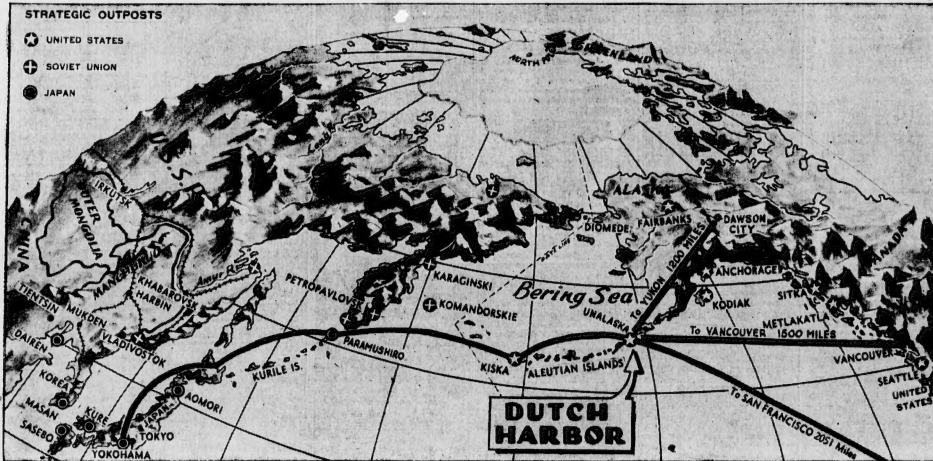 STRATEGIC OUTPOSTS
UNITED STATES
SOVIET UNION
JAPAN
NORTH
GREENLAND
U
S
IRKUTSK
OUTER
MONGOLIA
CHINA
MANCHUKUO
Amur
KHABAROVSK
HARBIN
TIENTSIN
MUKDEN
DAIREN
VLADIVOSTOK
KOREA
MASAN
SASEBO
KURE
JAPAN
AOMORI
TOKYO
YOKOHAMA
KURILE IS.
PARAMUSHIRO
PETROPAVLOVSK
KARAGINSKI
KOMANDORSKIE
Bering Sea
DIOMEDE
ALASKA
FAIRBANKS
DAWSON
CITY
CANADA
ANCHORAGE
KODIAK
SITKA
METLAKATLA
UNALASKA
To YUKON 1200 MILES
To VANCOUVER 1500 MILES
VANCOUVER
SEATTLE
UNITED
STATES
KISKA
ALEUTIAN ISLANDS
To SAN FRANCISCO 2051 Miles
DUTCH
HARBOR